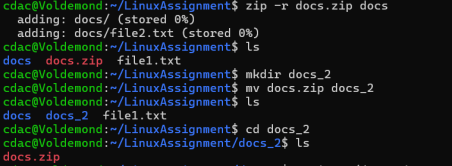 cdac@Voldemond:~/LinuxAssignment$ zip -r docs.zip docs
  adding: docs/ (stored 0%)
  adding: docs/file2.txt (stored 0%)
cdac@Voldemond:~/LinuxAssignment$ ls
docs  docs.zip  file1.txt
cdac@Voldemond:~/LinuxAssignment$ mkdir docs_2
cdac@Voldemond:~/LinuxAssignment$ mv docs.zip docs_2
cdac@Voldemond:~/LinuxAssignment$ ls
docs  docs_2  file1.txt
cdac@Voldemond:~/LinuxAssignment$ cd docs_2
cdac@Voldemond:~/LinuxAssignment/docs_2$ ls
docs.zip